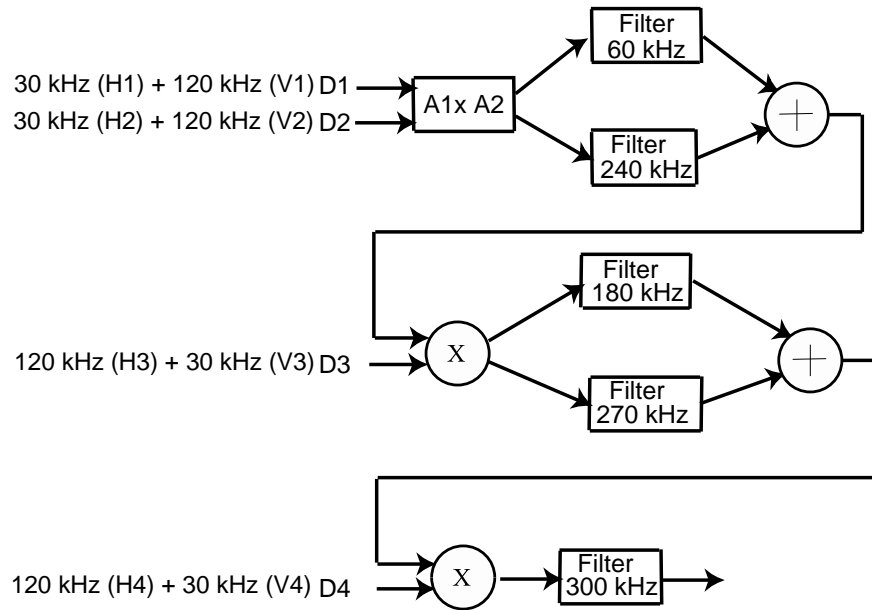 Filter
60 kHz
30 kHz (H1) + 120 kHz (V1) D1
30 kHz (H2) + 120 kHz (V2) D2
A1x A2
+
Filter
240 kHz
Filter
180 kHz
120 kHz (H3) + 30 kHz (V3) D3
X
+
Filter
270 kHz
120 kHz (H4) + 30 kHz (V4) D4
X
Filter
300 kHz